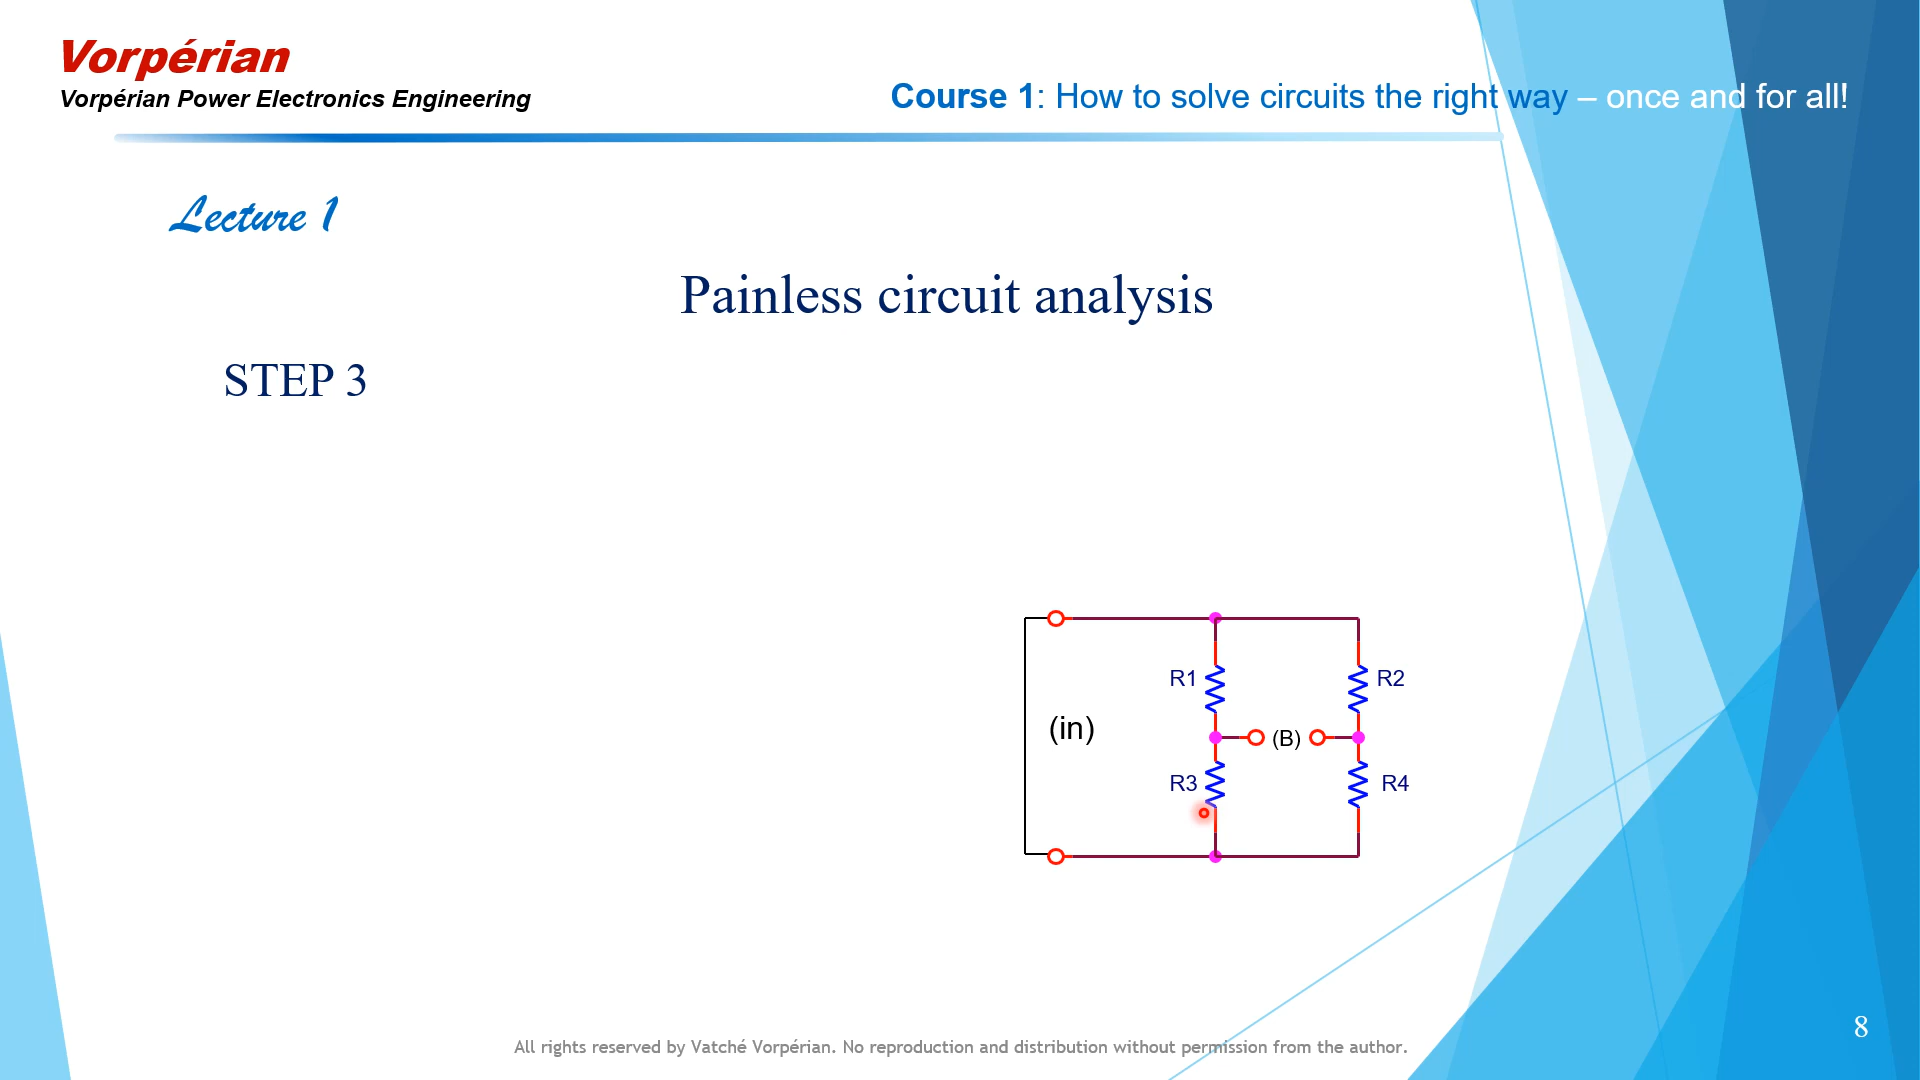 Vorpérian
Vorpérian Power Electronics Engineering
Course 1: How to solve circuits the right way – once and for all!
Lecture 1
Painless circuit analysis
STEP 3
R1
R2
(in)
(B)
R3
R4
8
All rights reserved by Vatché Vorpérian. No reproduction and distribution without permission from the author.